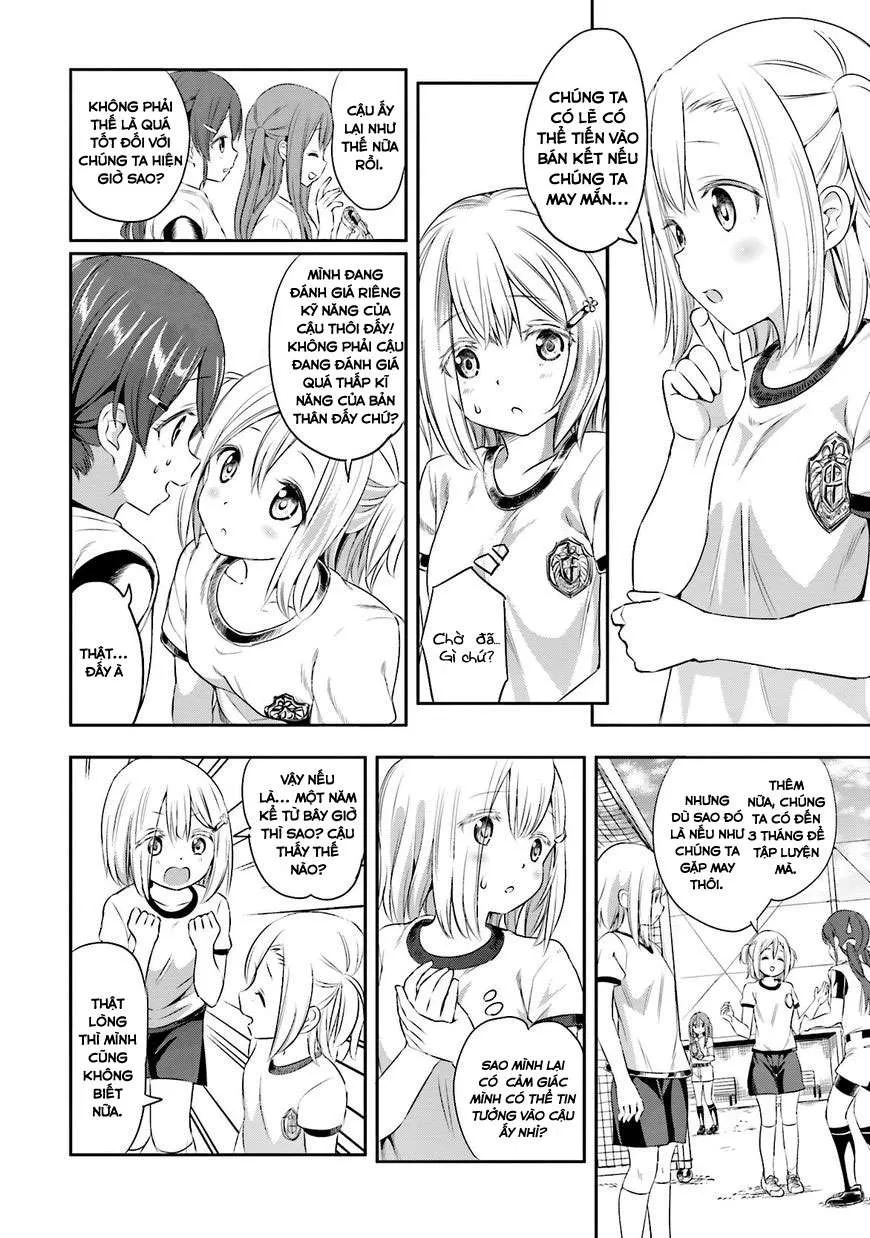 CHÚNG TA
CÓ LẼ CÓ
THỂ TIẾN VÀO
BÁN KẾT NẾU
CHÚNG TA
MAY MẮN...
Chờ đã...
Gì chứ?
CẬU ẤY
LẠI NHƯ
THẾ NỮA
RỒI.
KHÔNG PHẢI
THẾ LÀ QUÁ
TỐT ĐỐI VỚI
CHÚNG TA HIỆN
GIỜ SAO?
MÌNH ĐANG
ĐÁNH GIÁ RIÊNG
KỸ NĂNG CỦA
CẬU THÔI ĐẤY!
KHÔNG PHẢI CẬU
ĐANG ĐÁNH GIÁ
QUÁ THẤP KĨ
NĂNG CỦA BẢN
THÂN ĐẤY CHỨ?
THẬT...
ĐẤY À
THÊM
NỮA, CHÚNG
TA CÓ ĐẾN
3 THÁNG ĐỂ
TẬP LUYỆN
MÀ.
NHƯNG
DÙ SAO ĐÓ
LÀ NẾU NHƯ
CHÚNG TA
GẶP MAY
THÔI.
SAO MÌNH LẠI
CÓ CẢM GIÁC
MÌNH CÓ THỂ TIN
TƯỞNG VÀO CẬU
ẤY NHỈ?
VẬY NẾU
LÀ... MỘT NĂM
KỂ TỪ BÂY GIỜ
THÌ SAO? CẬU
THẤY THẾ
NÀO?
THẬT
LÒNG
THÌ MÌNH
CŨNG
KHÔNG
BIẾT
NỮA.